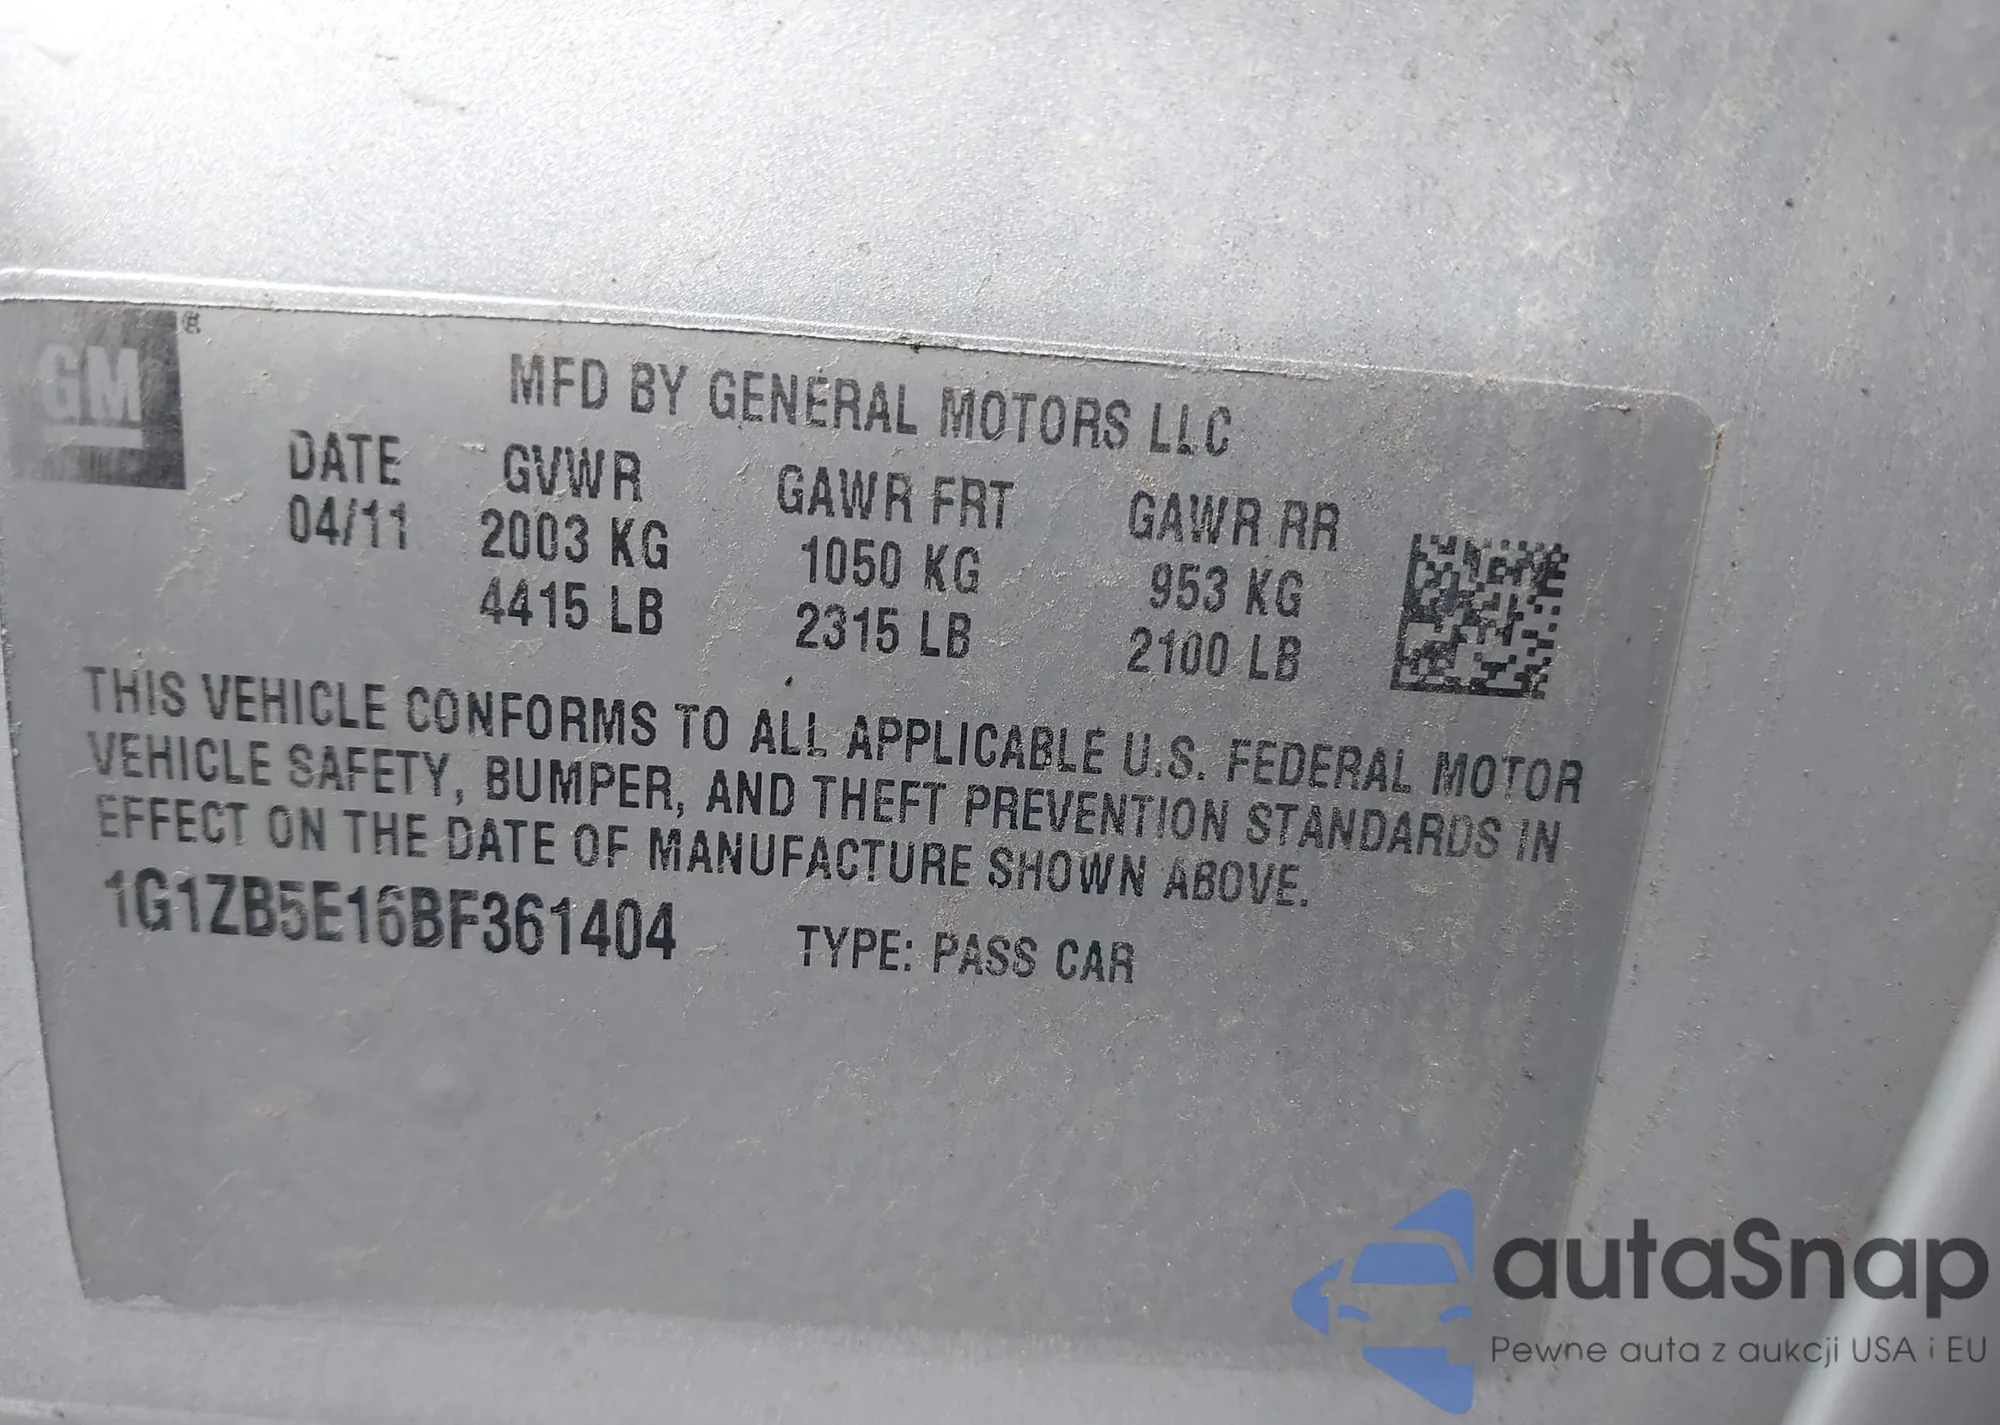 GM®
MFD BY GENERAL MOTORS LLC
DATE GVWR GAWR FRT GAWR RR
04/11 2003 KG 1050 KG 953 KG
4415 LB 2315 LB 2100 LB
THIS VEHICLE CONFORMS TO ALL APPLICABLE U.S. FEDERAL MOTOR
VEHICLE SAFETY, BUMPER, AND THEFT PREVENTION STANDARDS IN
EFFECT ON THE DATE OF MANUFACTURE SHOWN ABOVE.
1G1ZB5E16BF361404 TYPE: PASS CAR
autaSnap
Pewne auta z aukcji USA i EU